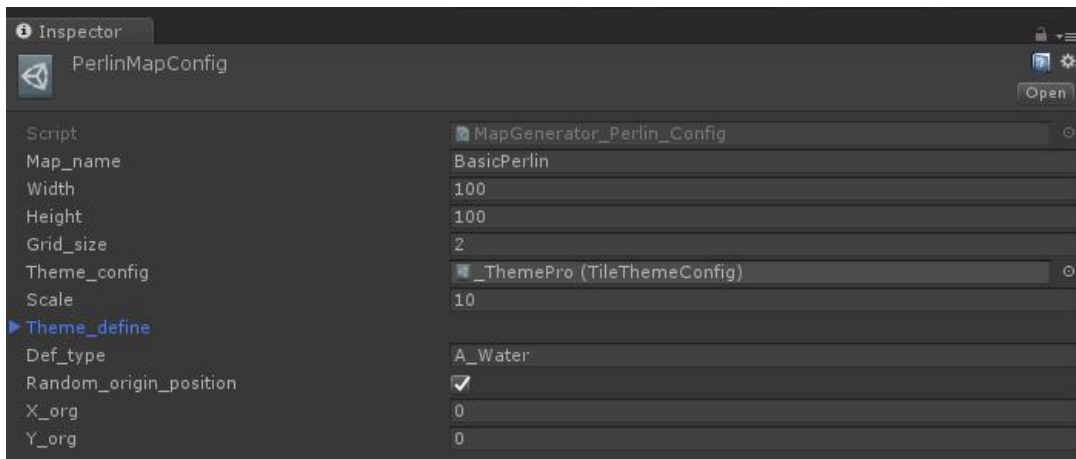 Inspector
PerlinMapConfig
Open
Script MapGenerator_Perlin_Config
Map_name BasicPerlin
Width 100
Height 100
Grid_size 2
Theme_config _ThemePro (TileThemeConfig)
Scale 10
Theme_define
Def_type A_Water
Random_origin_position
X_org 0
Y_org 0